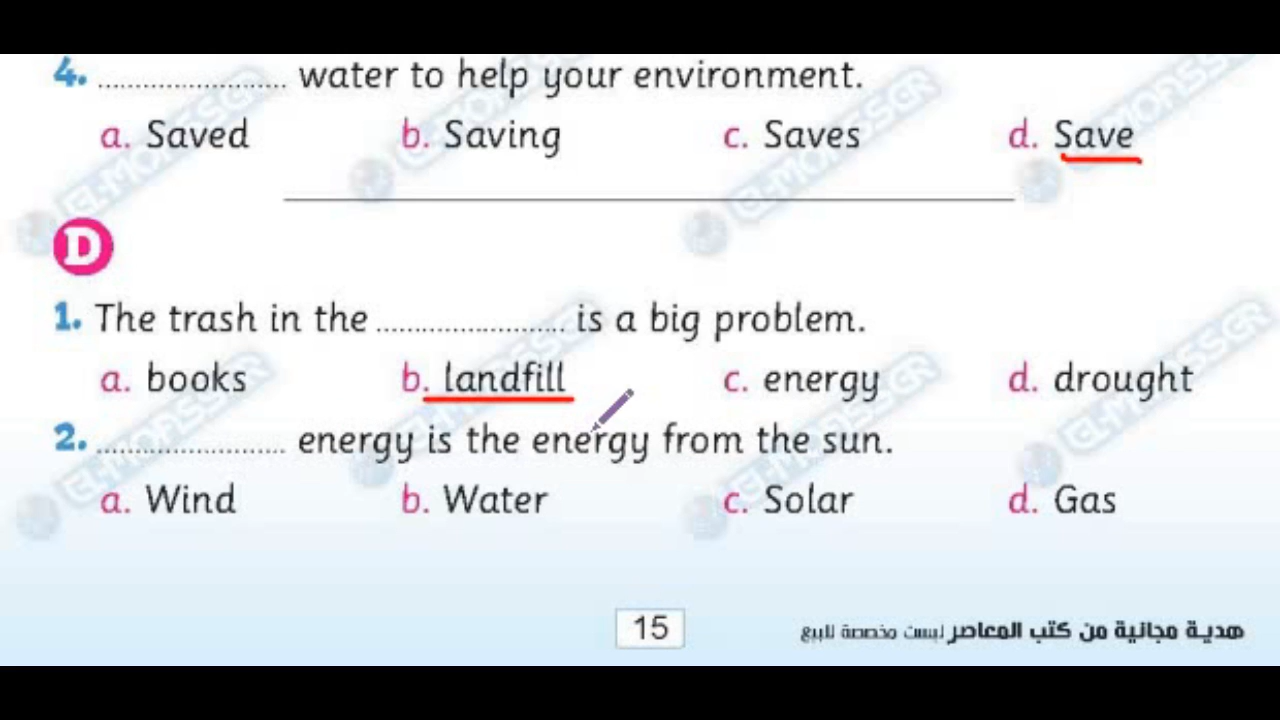 4. ........................ water to help your environment.
a. Saved b. Saving c. Saves d. Save
D
1. The trash in the ........................ is a big problem.
a. books b. landfill c. energy d. drought
2. ........................ energy is the energy from the sun.
a. Wind b. Water c. Solar d. Gas
15
هدية مجانية من كتب المعاصر ليست مخصصة للبيع
EL-MOASSER